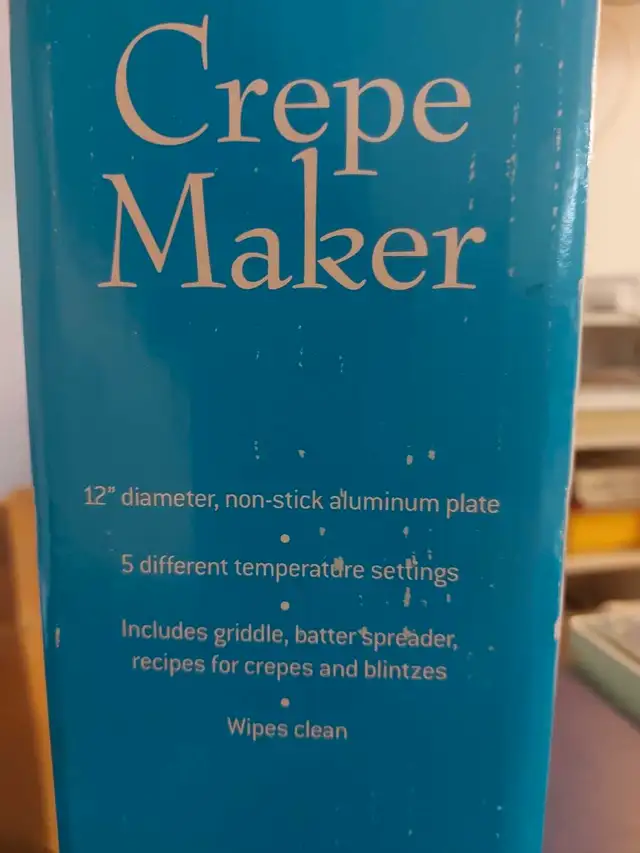 Crepe
Maker
12" diameter, non-stick aluminum plate
•
5 different temperature settings
•
Includes griddle, batter spreader,
recipes for crepes and blintzes
•
Wipes clean